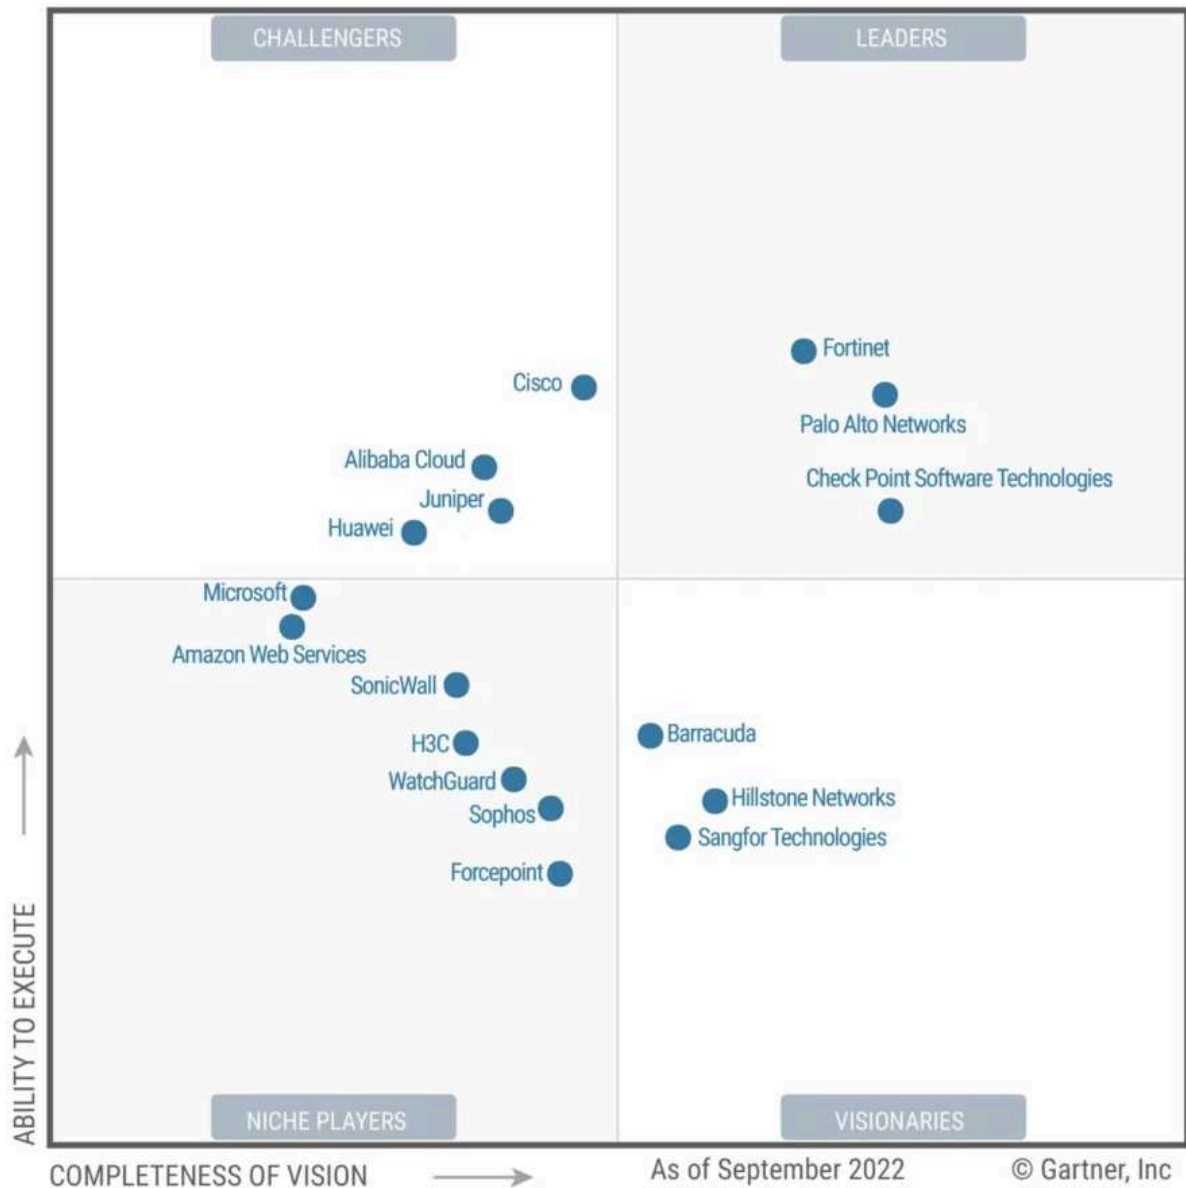 CHALLENGERS
LEADERS
Fortinet
Cisco
Palo Alto Networks
Alibaba Cloud
Check Point Software Technologies
Juniper
Huawei
Microsoft
Amazon Web Services
SonicWall
Barracuda
H3C
WatchGuard
Hillstone Networks
Sophos
Sangfor Technologies
Forcepoint
ABILITY TO EXECUTE
NICHE PLAYERS
VISIONARIES
COMPLETENESS OF VISION
As of September 2022
© Gartner, Inc